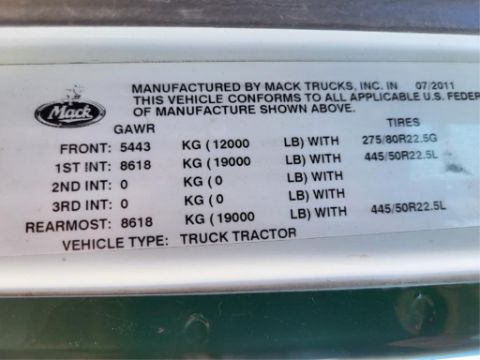 Mack
MANUFACTURED BY MACK TRUCKS, INC. IN 07/2011
THIS VEHICLE CONFORMS TO ALL APPLICABLE U.S. FEDER
OF MANUFACTURE SHOWN ABOVE.
GAWR TIRES
FRONT: 5443 KG ( 12000 LB) WITH 275/80R22.5G
1ST INT: 8618 KG ( 19000 LB) WITH 445/50R22.5L
2ND INT: 0 KG ( 0 LB) WITH
3RD INT: 0 KG ( 0 LB) WITH
REARMOST: 8618 KG ( 19000 LB) WITH 445/50R22.5L
VEHICLE TYPE: TRUCK TRACTOR